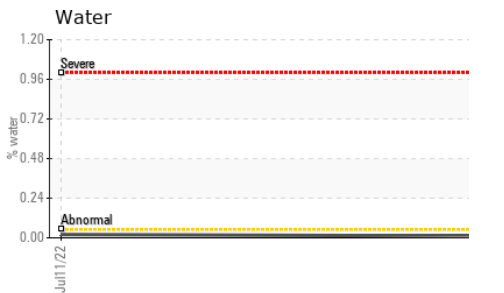 Water
1.20
Severe
0.96
0.72
% water
0.48
0.24
Abnormal
0.00
Jul11/22